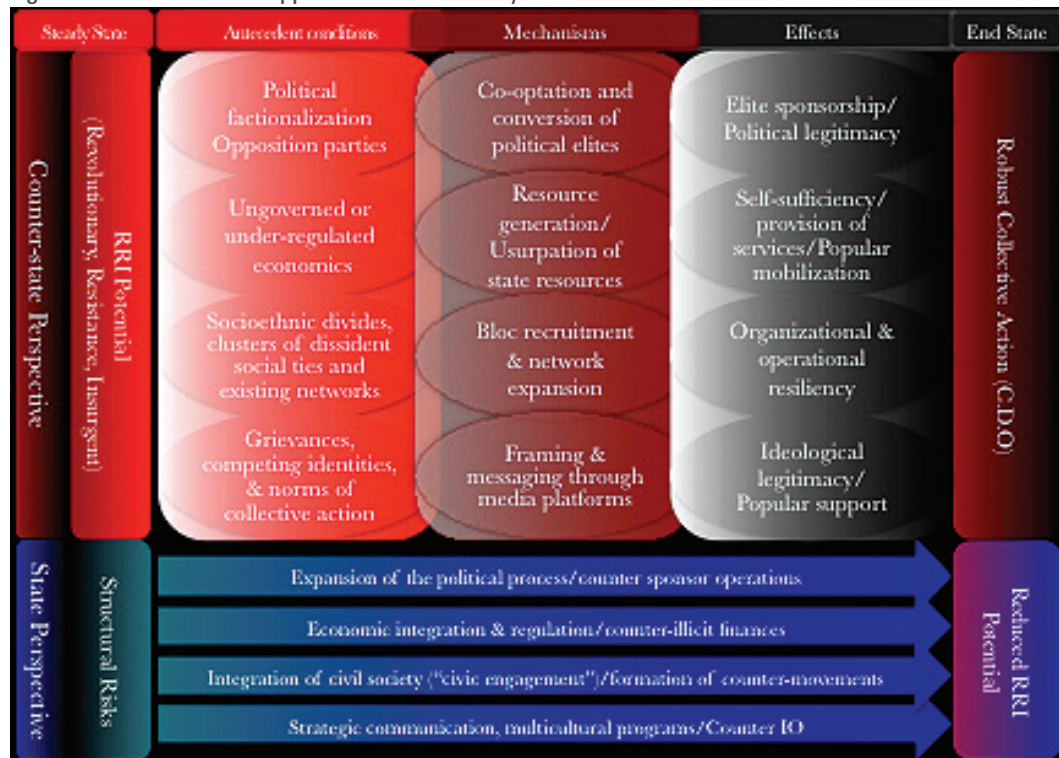 Steady State
Antecedent conditions
Mechanisms
Effects
End State
Counter-state Perspective
RRI Potential
(Revolutionary, Resistance, Insurgent)
Political
factionalization
Opposition parties
Co-optation and
conversion of
political elites
Elite sponsorship/
Political legitimacy
Ungoverned or
under-regulated
economics
Resource
generation/
Usurpation of
state resources
Self-sufficiency/
provision of
services/Popular
mobilization
Socioethnic divides,
clusters of dissident
social ties and
existing networks
Bloc recruitment
& network
expansion
Organizational &
operational
resiliency
Grievances,
competing identities,
& norms of
collective action
Framing &
messaging through
media platforms
Ideological
legitimacy/
Popular support
Robust Collective Action (C.D.O)
State Perspective
Structural Risks
Expansion of the political process/counter sponsor operations
Economic integration & regulation/counter-illicit finances
Integration of civil society ("civic engagement")/formation of counter-movements
Strategic communication, multicultural programs/Counter IO
Reduced RRI
Potential